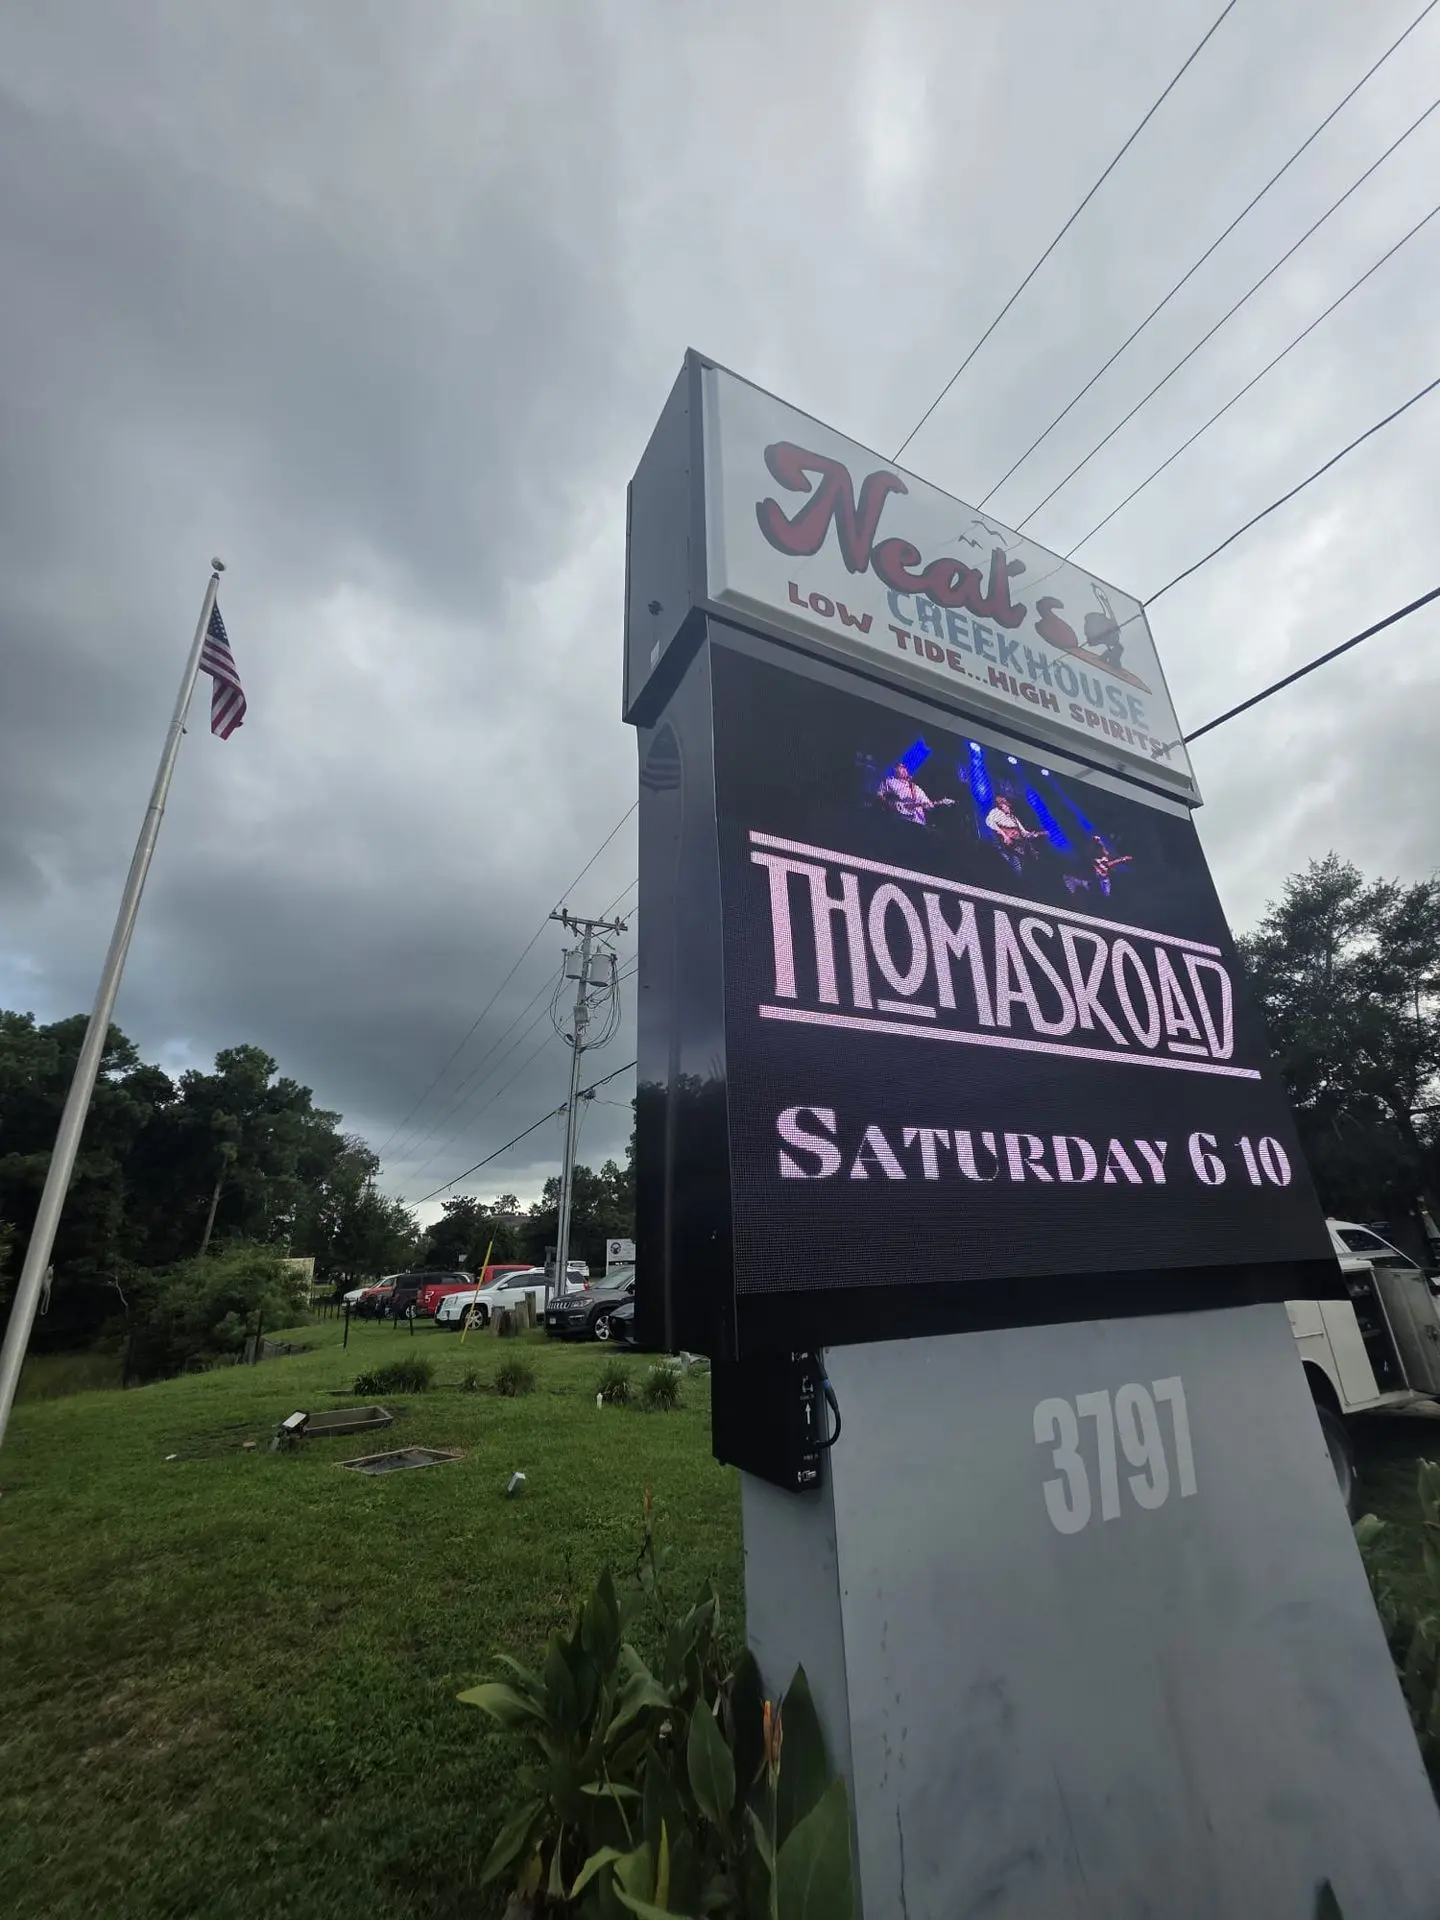 Neal's
CREEKHOUSE
LOW TIDE...HIGH SPIRITS!
THOMASROAD
SATURDAY 6 10
3797